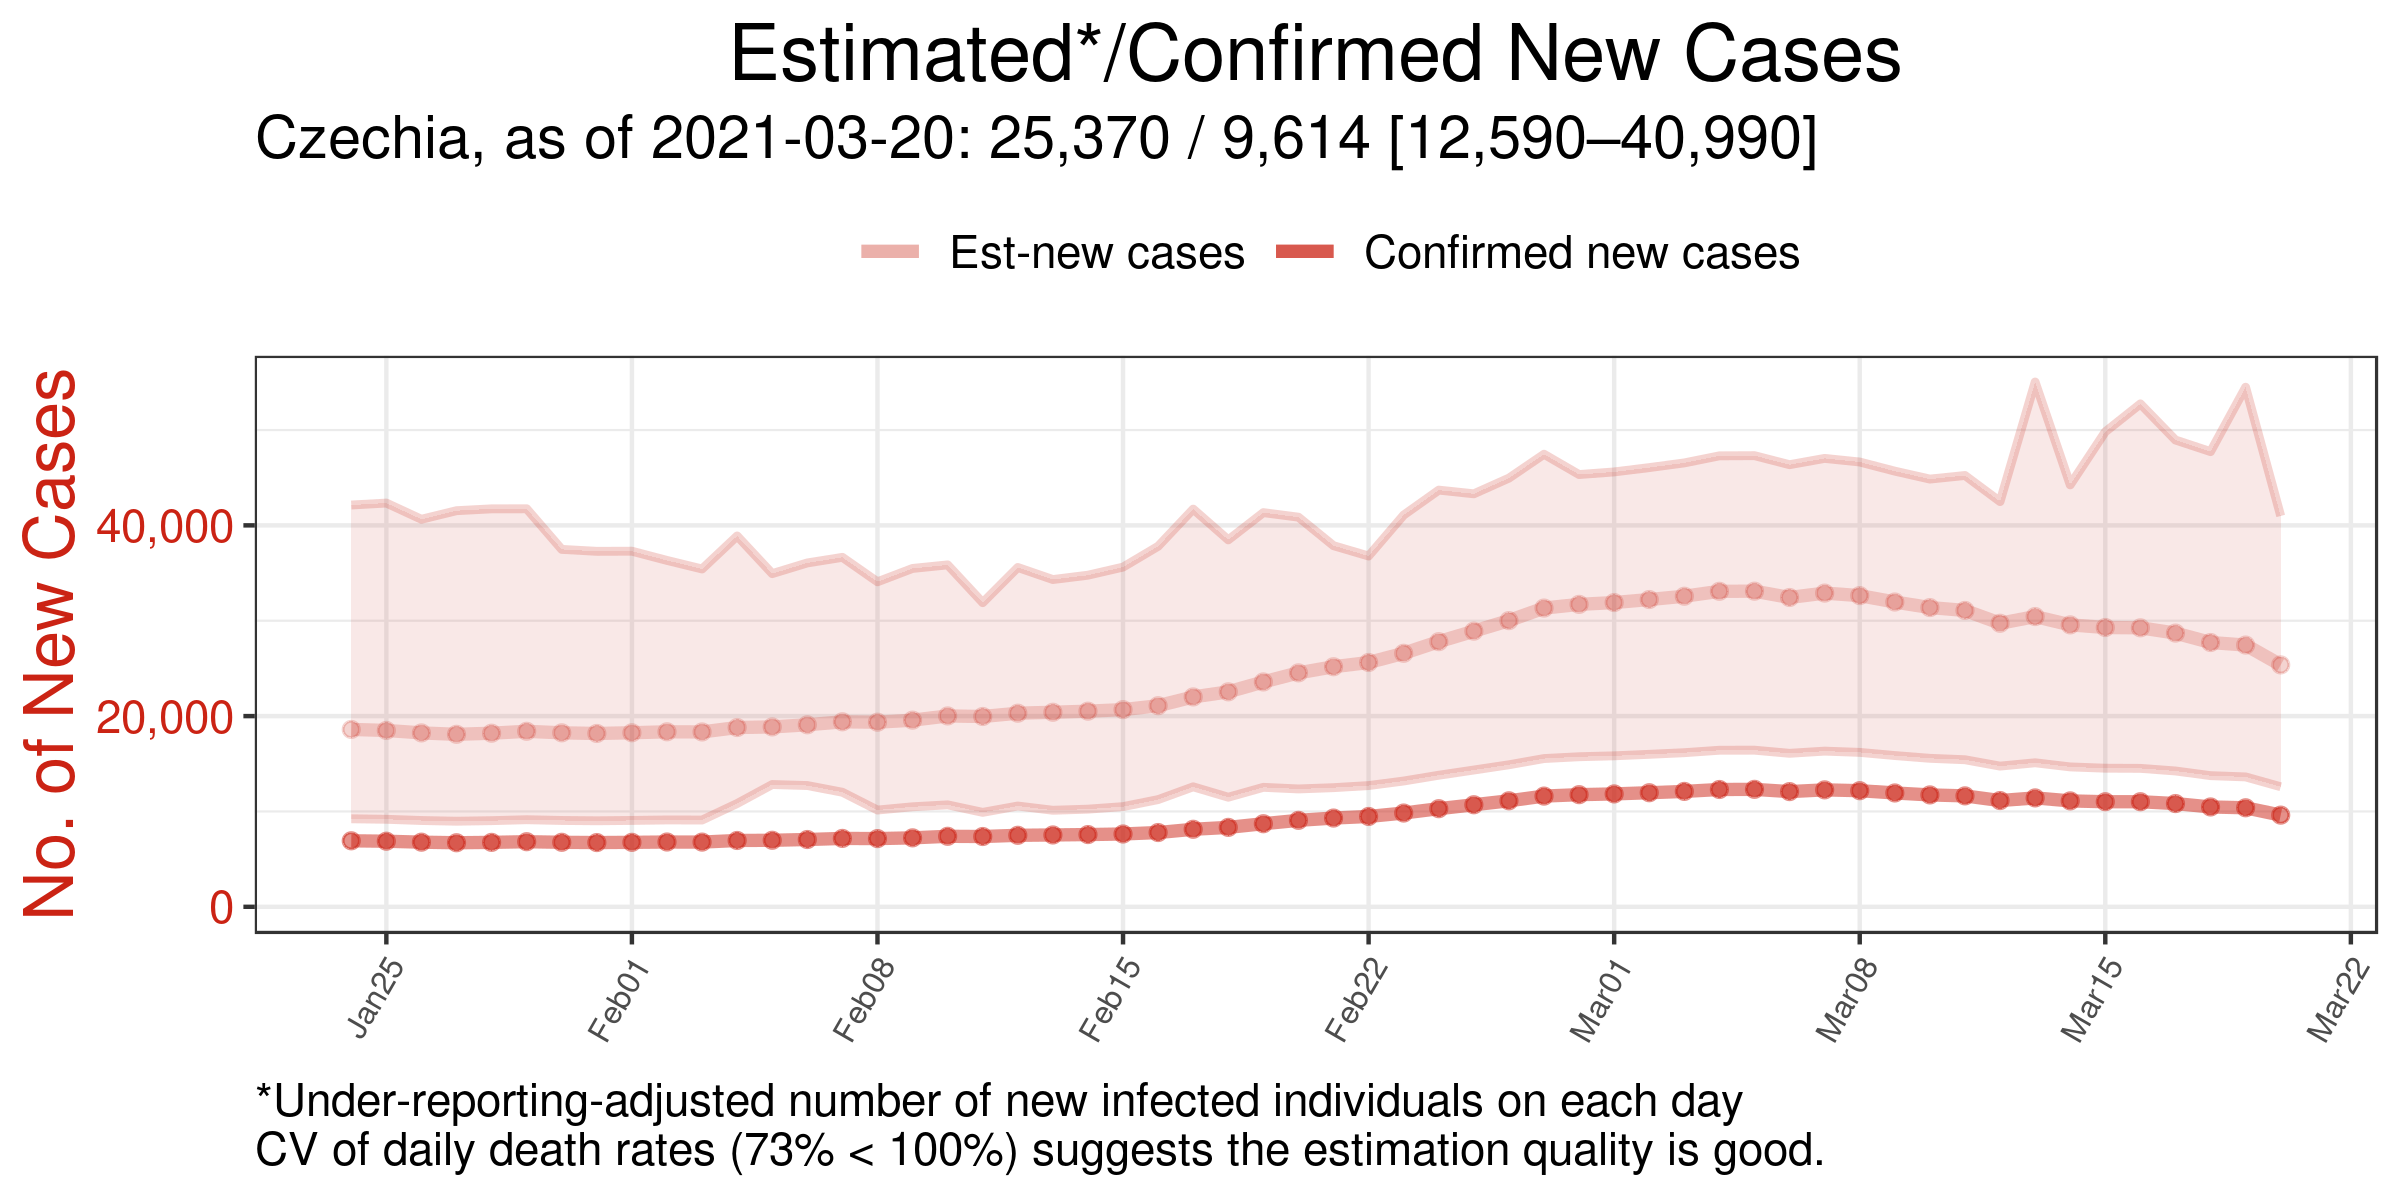 Estimated*/Confirmed New Cases
Czechia, as of 2021-03-20: 25,370 / 9,614 [12,590–40,990]
Est-new cases
Confirmed new cases
No. of New Cases
40,000
20,000
0
Jan25
Feb01
Feb08
Feb15
Feb22
Mar01
Mar08
Mar15
Mar22
*Under-reporting-adjusted number of new infected individuals on each day
CV of daily death rates (73% < 100%) suggests the estimation quality is good.